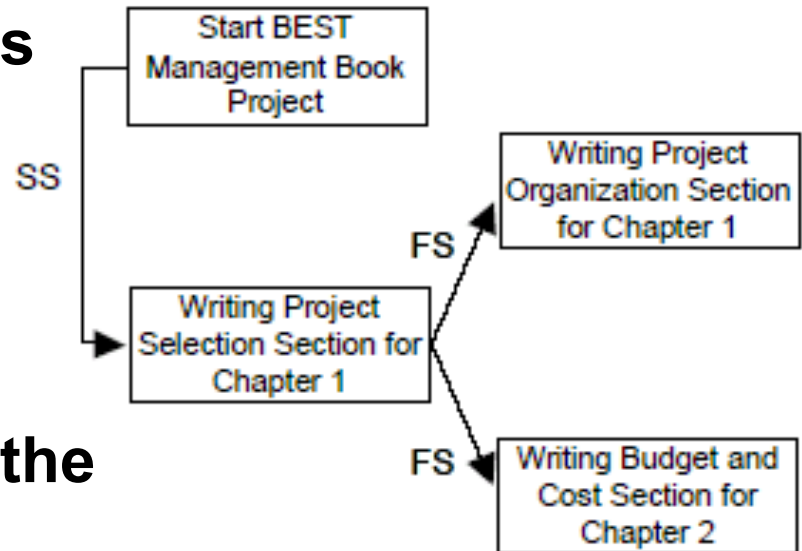 s
Start BEST
Management Book
Project
SS
Writing Project
Organization Section
for Chapter 1
FS
Writing Project
Selection Section for
Chapter 1
the
FS
Writing Budget and
Cost Section for
Chapter 2